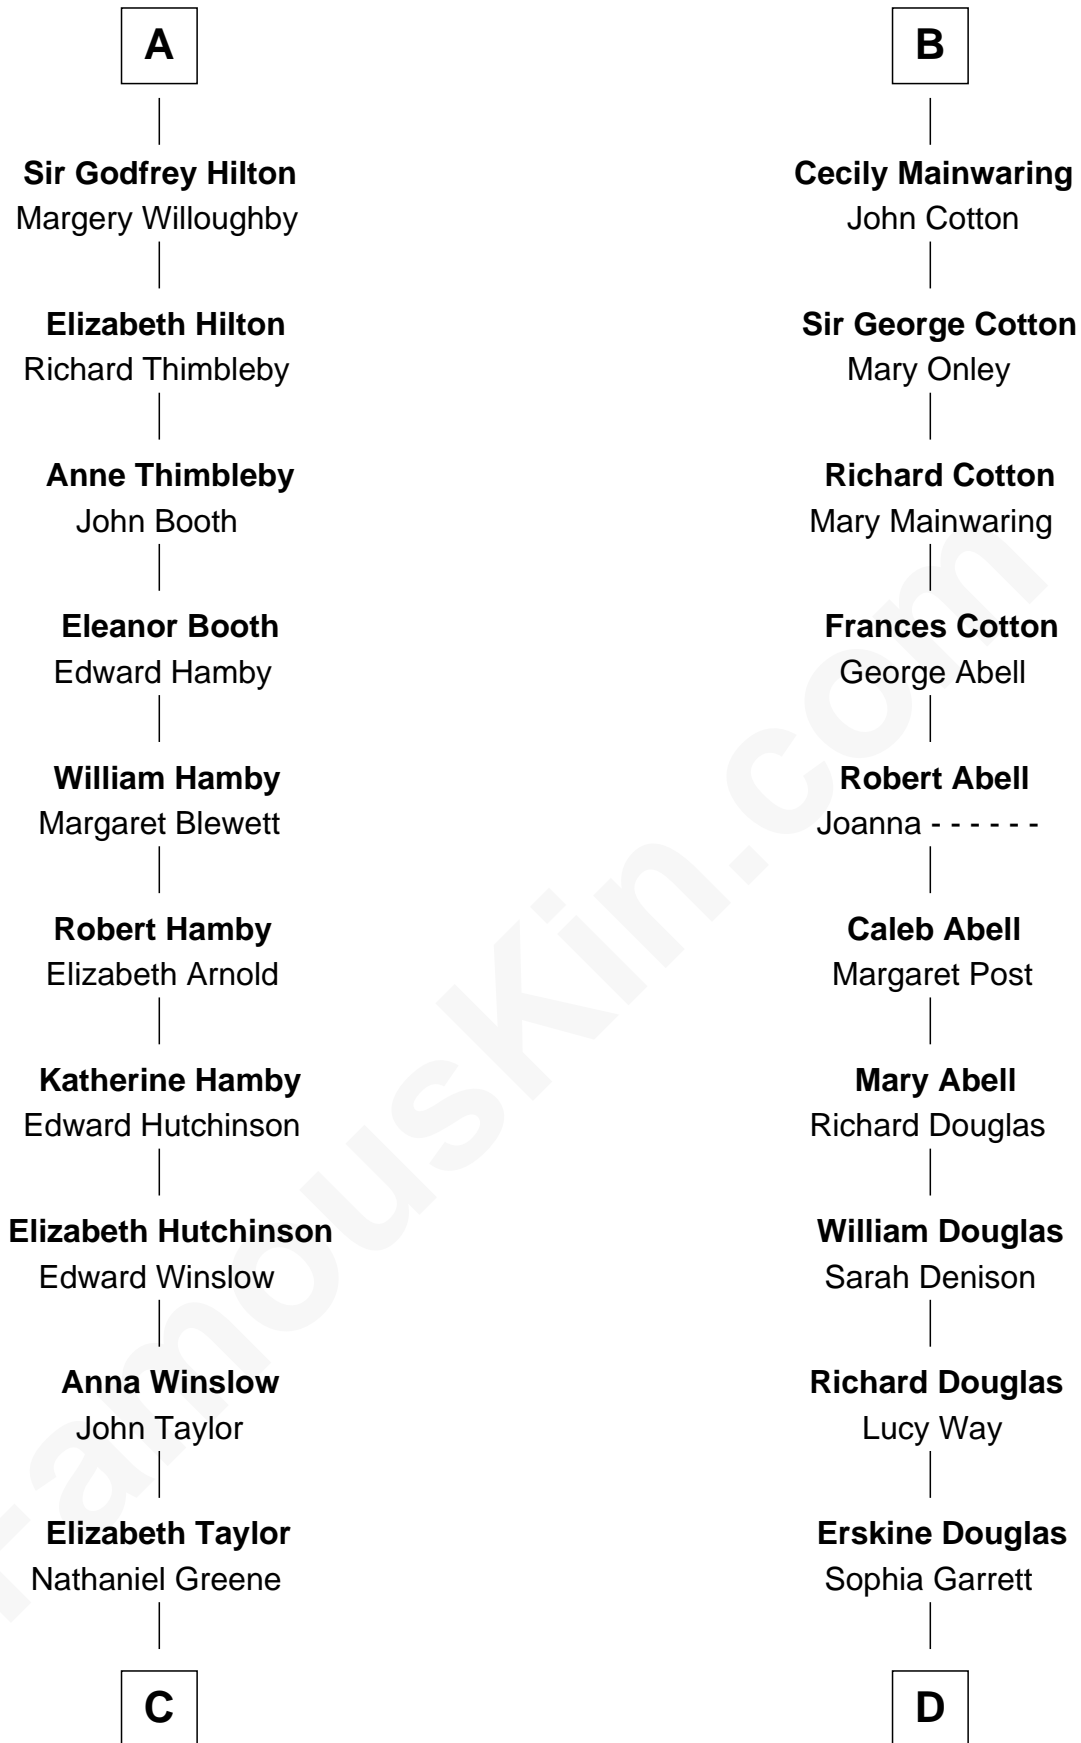 A
Sir Godfrey Hilton
Margery Willoughby
Elizabeth Hilton
Richard Thimbleby
Anne Thimbleby
John Booth
Eleanor Booth
Edward Hamby
William Hamby
Margaret Blewett
Robert Hamby
Elizabeth Arnold
Katherine Hamby
Edward Hutchinson
Elizabeth Hutchinson
Edward Winslow
Anna Winslow
John Taylor
Elizabeth Taylor
Nathaniel Greene
C
B
Cecily Mainwaring
John Cotton
Sir George Cotton
Mary Onley
Richard Cotton
Mary Mainwaring
Frances Cotton
George Abell
Robert Abell
Joanna - - - - - -
Caleb Abell
Margaret Post
Mary Abell
Richard Douglas
William Douglas
Sarah Denison
Richard Douglas
Lucy Way
Erskine Douglas
Sophia Garrett
D
FamousKin.com